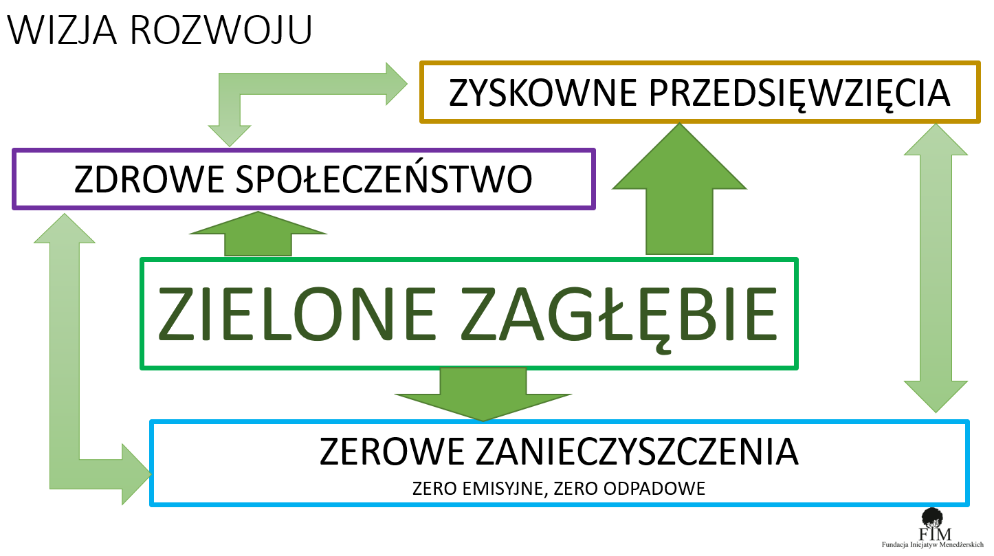 WIZJA ROZWOJU
ZYSKOWNE PRZEDSIĘWZIĘCIA
ZDROWE SPOŁECZEŃSTWO
ZIELONE ZAGŁĘBIE
ZEROWE ZANIECZYSZCZENIA
ZERO EMISYJNE, ZERO ODPADOWE
FIM
Fundacja Inicjatyw Menedżerskich